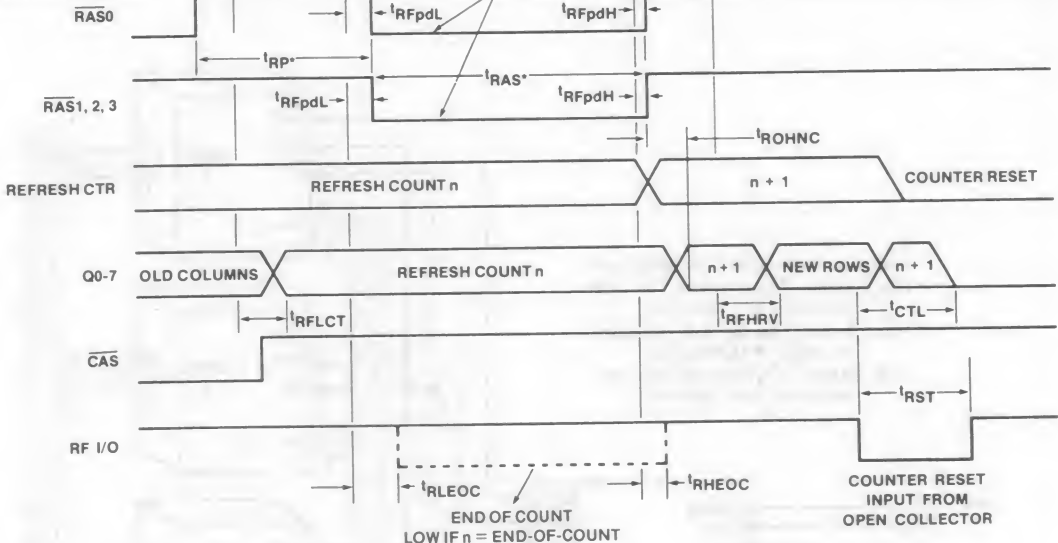 RAS0
tRFpdL
tRFpdH
tRP*
tRAS*
RAS1, 2, 3
tRFpdL
tRFpdH
tROHNC
REFRESH CTR
REFRESH COUNT n
n + 1
COUNTER RESET
Q0-7
OLD COLUMNS
REFRESH COUNT n
n + 1
NEW ROWS
n + 1
tRFLCT
tRFHRV
tCTL
CAS
tRST
RF I/O
tRLEOC
tRHEOC
END OF COUNT
LOW IF n = END-OF-COUNT
COUNTER RESET
INPUT FROM
OPEN COLLECTOR